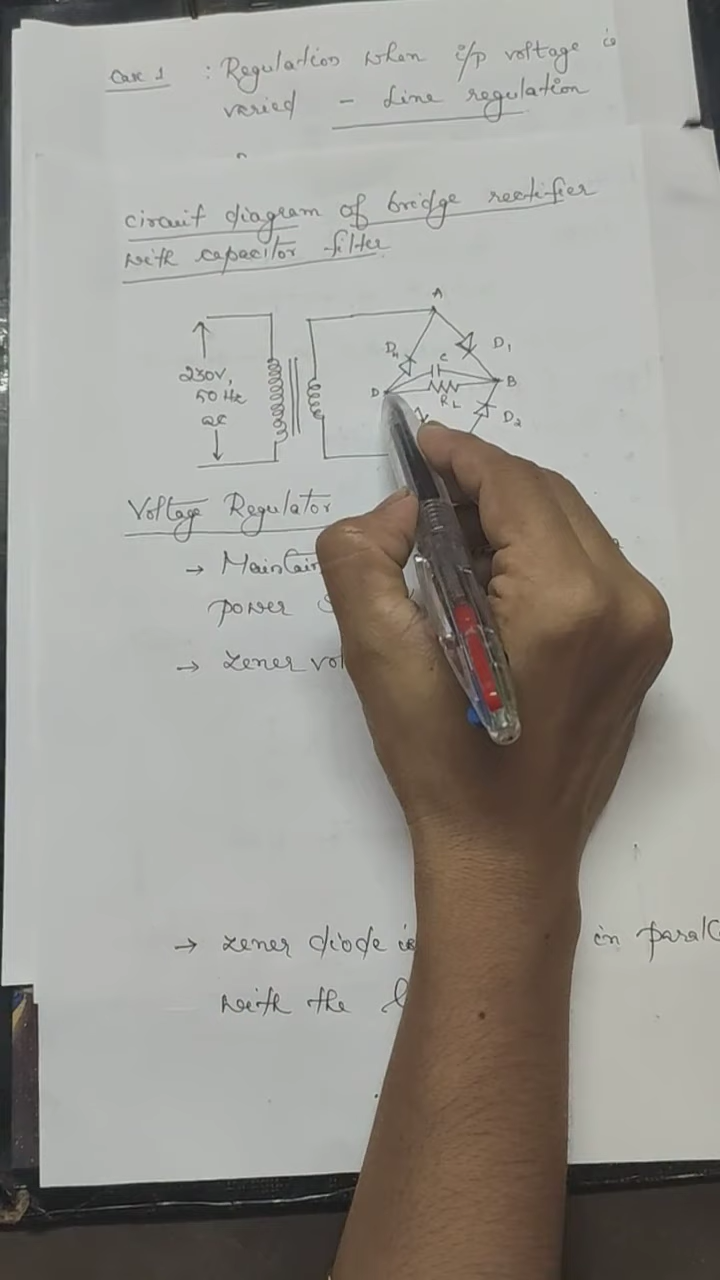 Case 1 : Regulation when i/p voltage is
varied - Line regulation
circuit diagram of bridge rectifier
with capacitor filter
A
D4
D1
C
230V,
50 Hz
ac
D
B
RL
D2
Voltage Regulator
→ Maintain
power
→ Zener vol
→ zener diode is in paral
with the